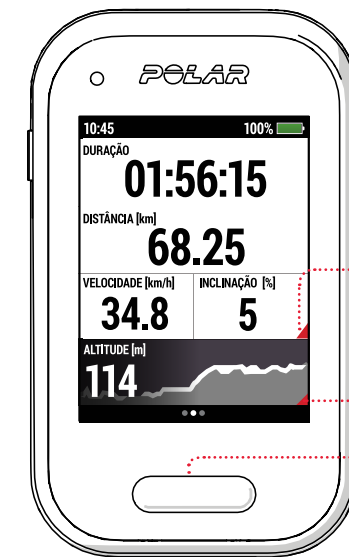 POLAR
10:45 100%
DURAÇÃO
01:56:15
DISTÂNCIA [km]
68.25
VELOCIDADE [km/h] INCLINAÇÃO [%]
34.8 5
ALTITUDE [m]
114